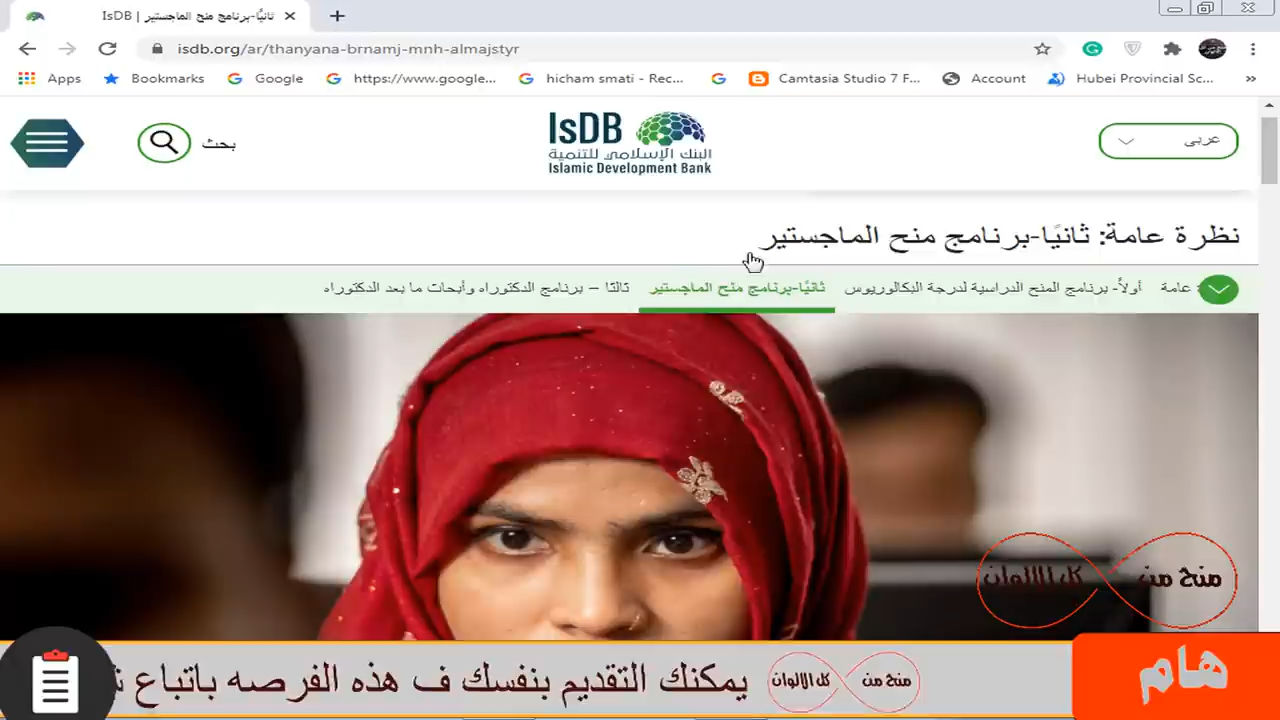 IsDB | ثانيًا-برنامج منح الماجستير
isdb.org/ar/thanyana-brnamj-mnh-almajstyr
Apps Bookmarks Google https://www.google... hicham smati - Rec... Camtasia Studio 7 F... Account Hubei Provincial Sc... »
عربى
IsDB
البنك الإسلامي للتنمية
Islamic Development Bank
بحث
نظرة عامة: ثانيًا-برنامج منح الماجستير
عامة أولاً- برنامج المنح الدراسية لدرجة البكالوريوس ثانيًا-برنامج منح الماجستير ثالثا – برنامج الدكتوراه وأبحاث ما بعد الدكتوراه
منح من كل الالوان
هام
منح من كل الالوان
يمكنك التقديم بنفسك ف هذه الفرصه باتباع